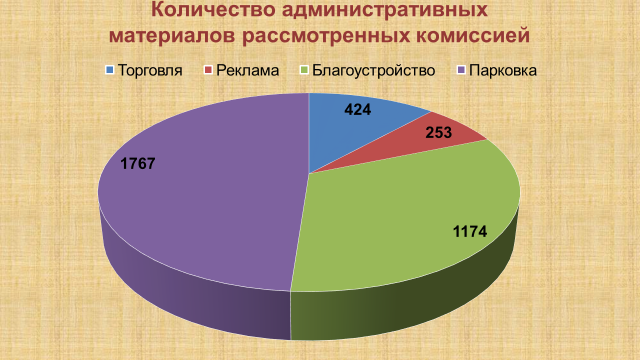 Количество административных
материалов рассмотренных комиссией
Торговля Реклама Благоустройство Парковка
424
253
1767
1174